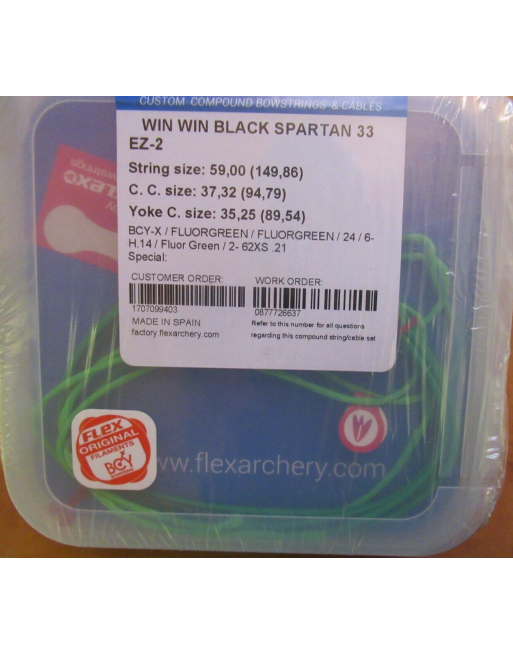 CUSTOM COMPOUND BOWSTRINGS & CABLES
WIN WIN BLACK SPARTAN 33
EZ-2
String size: 59,00 (149,86)
C. C. size: 37,32 (94,79)
Yoke C. size: 35,25 (89,54)
BCY-X / FLUORGREEN / FLUORGREEN / 24 / 6-
H.14 / Fluor Green / 2- 62XS .21
Special:
CUSTOMER ORDER: WORK ORDER:
1707099403 0877726637
MADE IN SPAIN Refer to this number for all questions
factory flexarchery.com regarding this compound string/cable set
FLEX
ORIGINAL
FILAMENTS
BCY
www.flexarchery.com